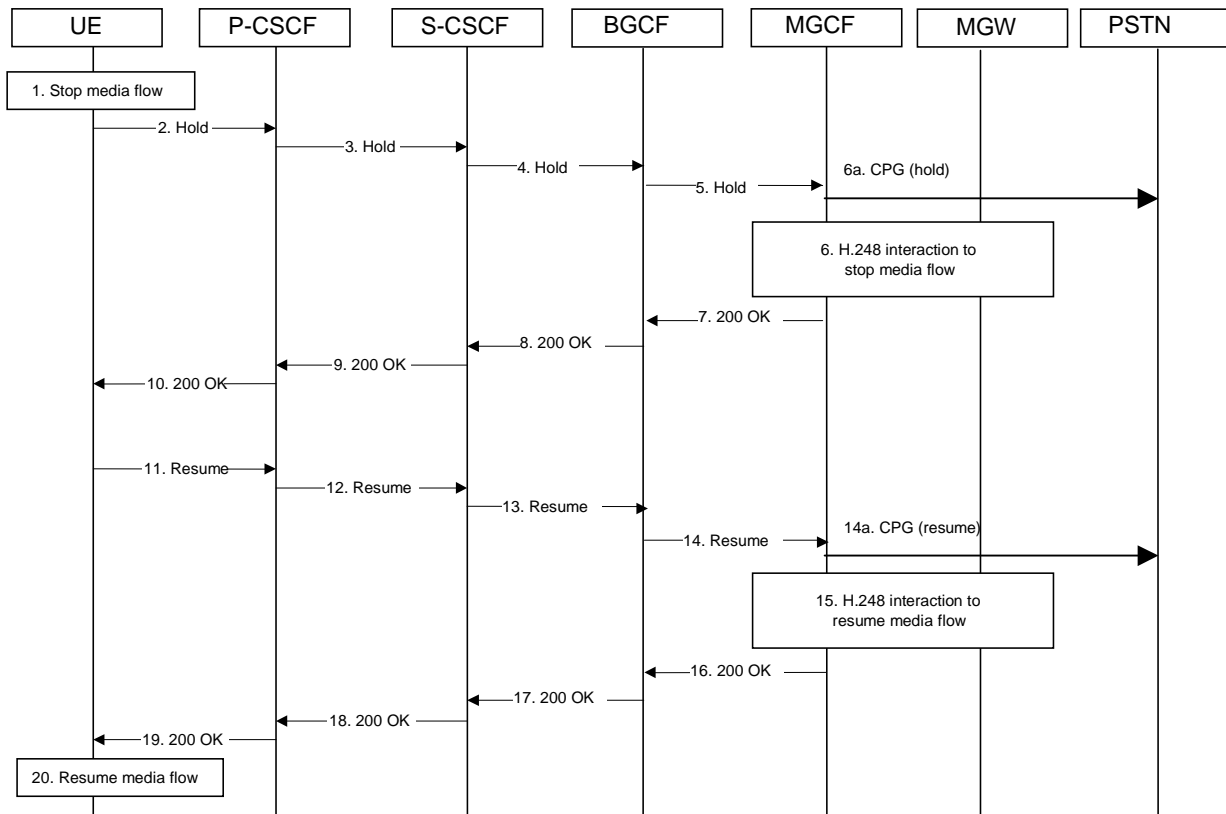 UE P-CSCF S-CSCF BGCF MGCF MGW PSTN
1. Stop media flow
2. Hold
3. Hold
4. Hold
5. Hold
6a. CPG (hold)
6. H.248 interaction to
stop media flow
7. 200 OK
8. 200 OK
9. 200 OK
10. 200 OK
11. Resume
12. Resume
13. Resume
14. Resume
14a. CPG (resume)
15. H.248 interaction to
resume media flow
16. 200 OK
17. 200 OK
18. 200 OK
19. 200 OK
20. Resume media flow